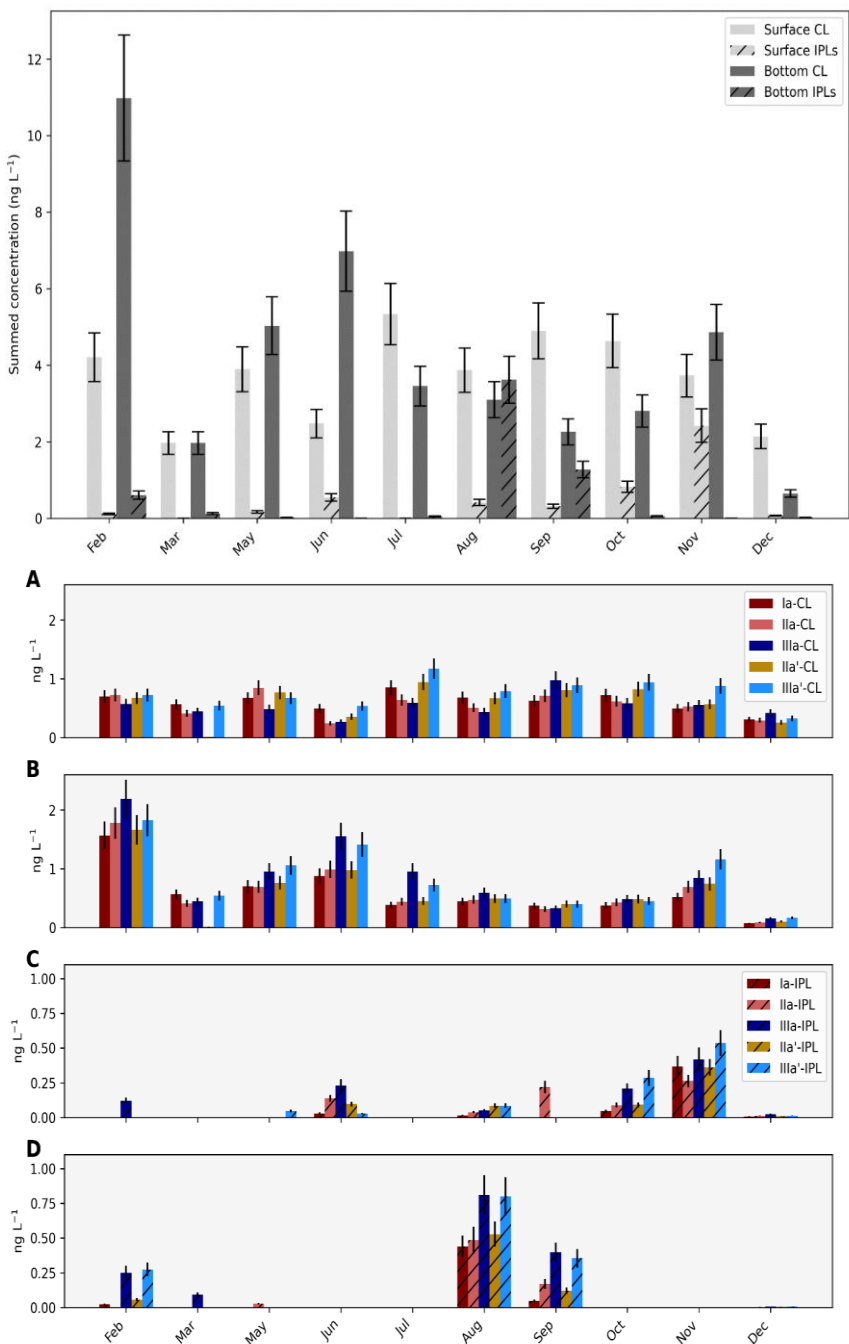 Summed concentration (ng L⁻¹)
12
10
8
6
4
2
0
Surface CL
Surface IPLs
Bottom CL
Bottom IPLs
Feb Mar May Jun Jul Aug Sep Oct Nov Dec
A
ng L⁻¹
2
1
0
Ia-CL
IIa-CL
IIIa-CL
IIa'-CL
IIIa'-CL
B
ng L⁻¹
2
1
0
C
ng L⁻¹
1.00
0.75
0.50
0.25
0.00
Ia-IPL
IIa-IPL
IIIa-IPL
IIa'-IPL
IIIa'-IPL
D
ng L⁻¹
1.00
0.75
0.50
0.25
0.00
Feb Mar May Jun Jul Aug Sep Oct Nov Dec